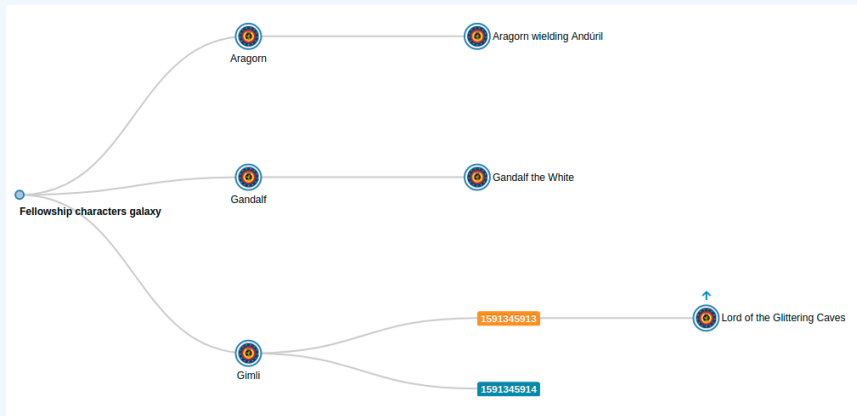 Aragorn
Aragorn wielding Andúril
Gandalf
Gandalf the White
Fellowship characters galaxy
1591345913
Lord of the Glittering Caves
Gimli
1591345914